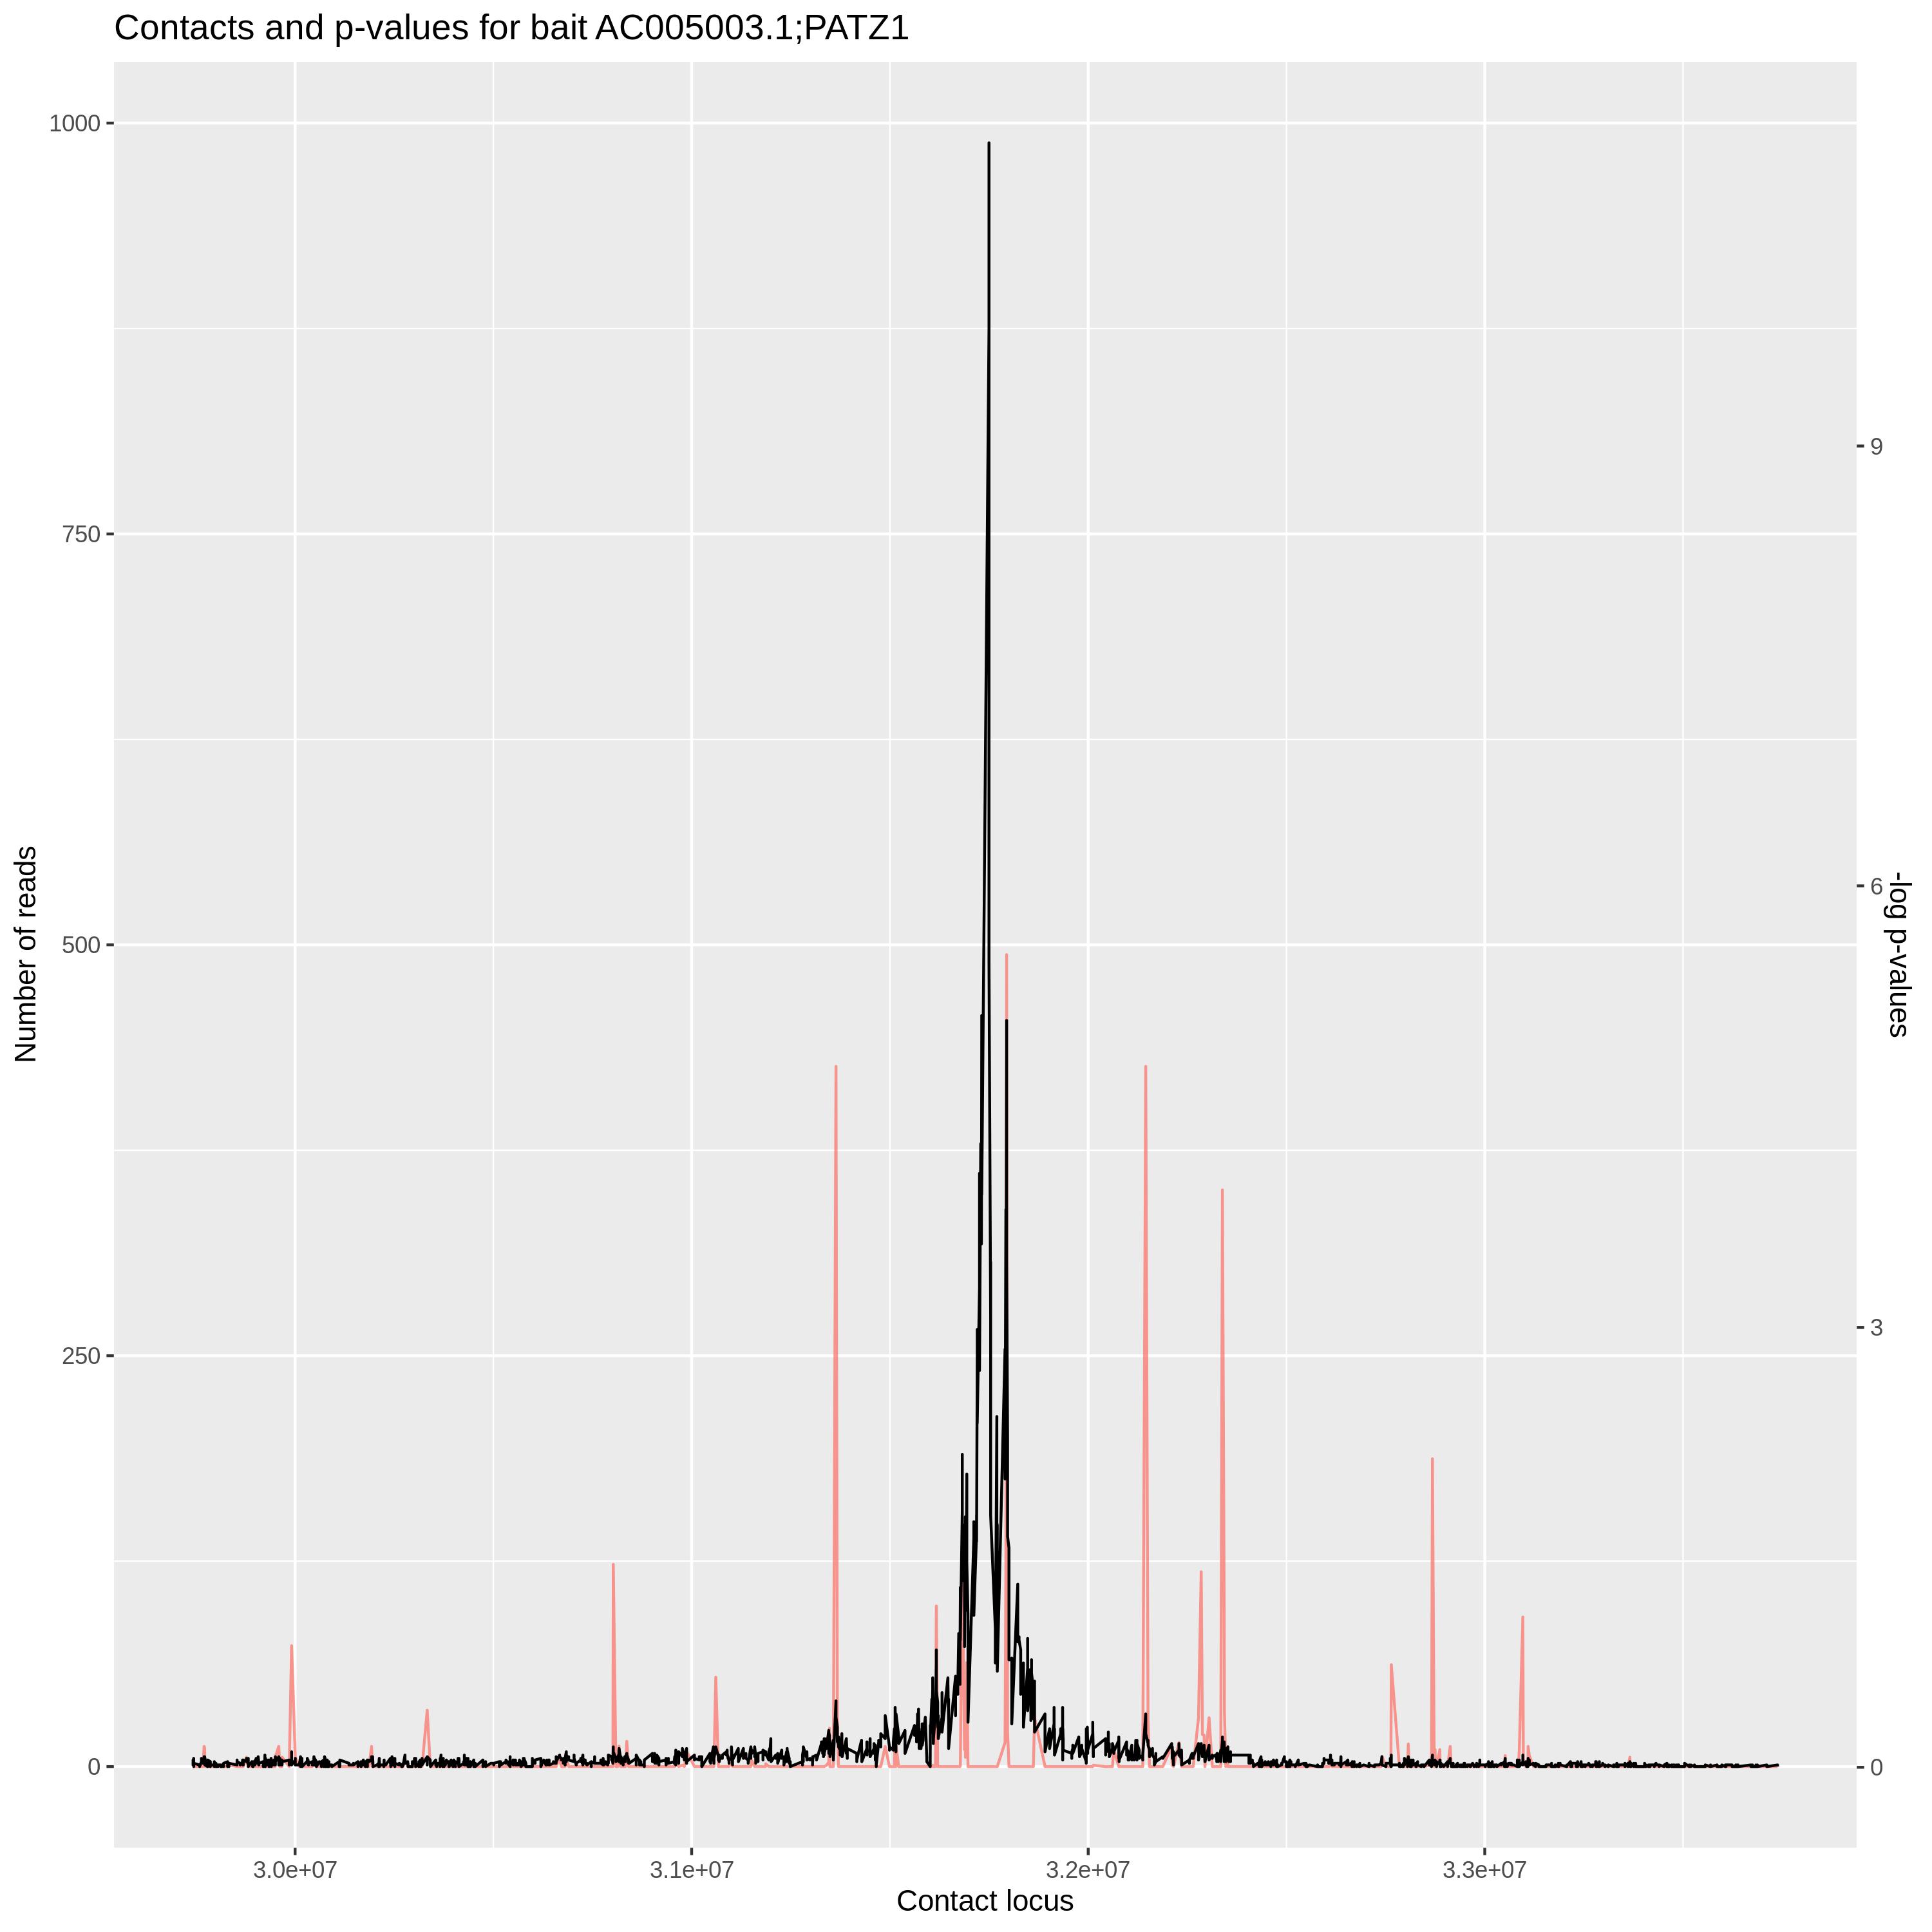 Contacts and p-values for bait AC005003.1;PATZ1
1000
750
500
250
0
Number of reads
9
6
3
0
-log p-values
3.0e+07
3.1e+07
3.2e+07
3.3e+07
Contact locus